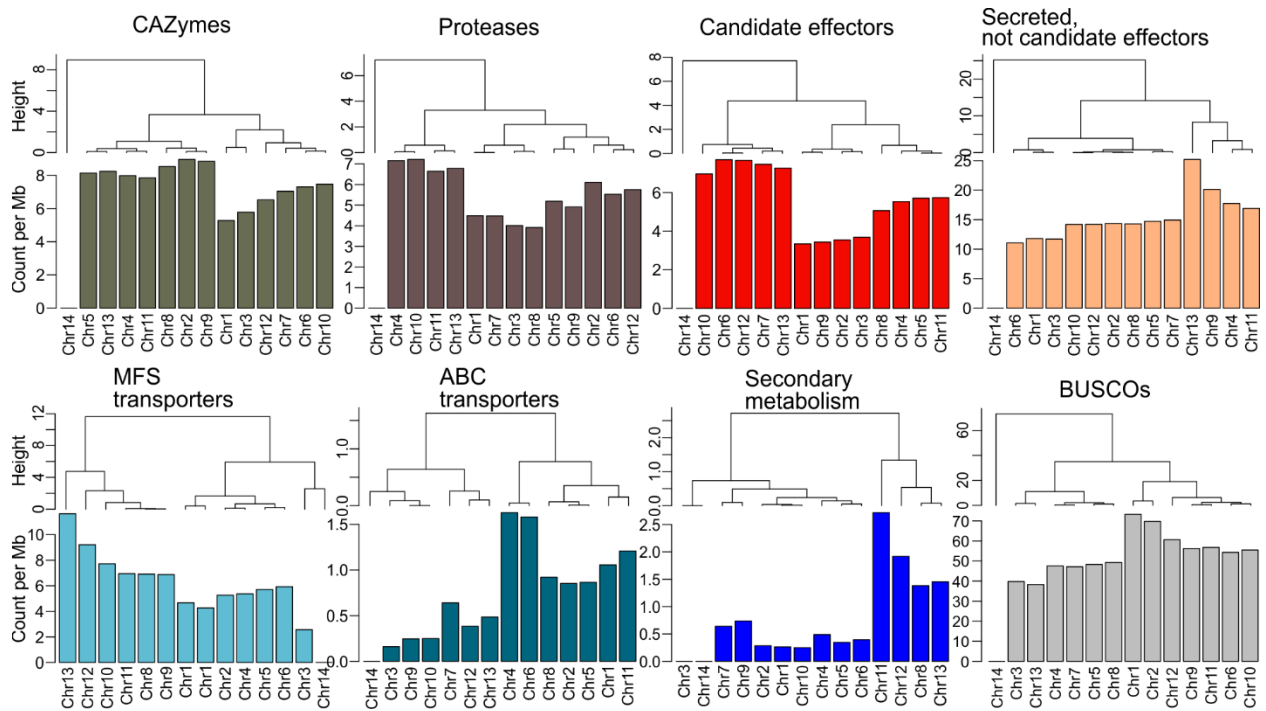 CAZymes
Height
8
4
0
Count per Mb
8
6
4
2
0
Chr14
Chr5
Chr13
Chr4
Chr11
Chr8
Chr2
Chr9
Chr1
Chr3
Chr12
Chr7
Chr6
Chr10
Proteases
6
4
2
0
7
6
5
4
3
2
1
0
Chr14
Chr4
Chr10
Chr11
Chr13
Chr1
Chr7
Chr3
Chr8
Chr5
Chr9
Chr2
Chr6
Chr12
Candidate effectors
8
6
4
2
0
6
4
2
0
Chr14
Chr10
Chr6
Chr12
Chr7
Chr13
Chr1
Chr9
Chr2
Chr3
Chr8
Chr4
Chr5
Chr11
Secreted,
not candidate effectors
20
10
0
25
20
15
10
5
0
Chr14
Chr6
Chr1
Chr3
Chr10
Chr12
Chr2
Chr8
Chr5
Chr7
Chr13
Chr9
Chr4
Chr11
MFS
transporters
Height
12
8
4
0
Count per Mb
10
8
6
4
2
0
Chr13
Chr12
Chr10
Chr11
Chr8
Chr9
Chr1
Chr1
Chr2
Chr4
Chr5
Chr6
Chr3
Chr14
ABC
transporters
1.0
0.0
1.5
1.0
0.5
0.0
Chr14
Chr3
Chr9
Chr10
Chr7
Chr12
Chr13
Chr4
Chr6
Chr8
Chr2
Chr5
Chr1
Chr11
Secondary
metabolism
2.0
1.0
0.0
2.5
2.0
1.5
1.0
0.5
0.0
Chr3
Chr14
Chr7
Chr9
Chr2
Chr1
Chr10
Chr4
Chr5
Chr6
Chr11
Chr12
Chr8
Chr13
BUSCOs
60
20
0
70
60
50
40
30
20
10
0
Chr14
Chr3
Chr13
Chr4
Chr7
Chr5
Chr8
Chr1
Chr2
Chr12
Chr9
Chr11
Chr6
Chr10